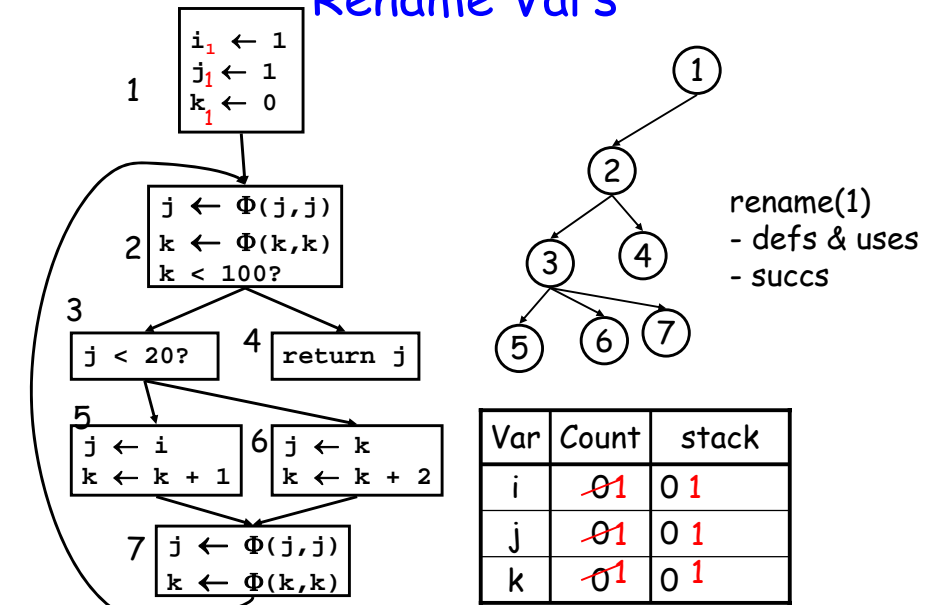 Rename Vars
1
i₁ ← 1
j₁ ← 1
k₁ ← 0
2
j ← Φ(j,j)
k ← Φ(k,k)
k < 100?
3
j < 20?
4
return j
5
j ← i
k ← k + 1
6
j ← k
k ← k + 2
7
j ← Φ(j,j)
k ← Φ(k,k)
1
2
3
4
5
6
7
rename(1)
- defs & uses
- succs
Var Count stack
i 0 1 0 1
j 0 1 0 1
k 0 1 0 1